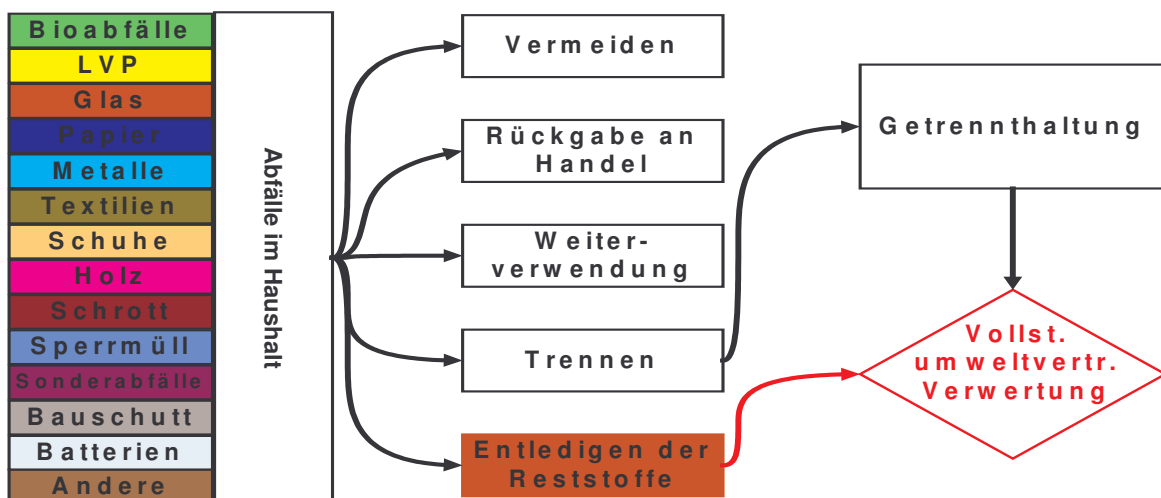 Bioabfälle
LVP
Glas
Papier
Metalle
Textilien
Schuhe
Holz
Schrott
Sperrmüll
Sonderabfälle
Bauschutt
Batterien
Andere
Abfälle im Haushalt
Vermeiden
Rückgabe an
Handel
Weiter-
verwendung
Trennen
Entledigen der
Reststoffe
Getrennthaltung
Vollst.
umweltvertr.
Verwertung